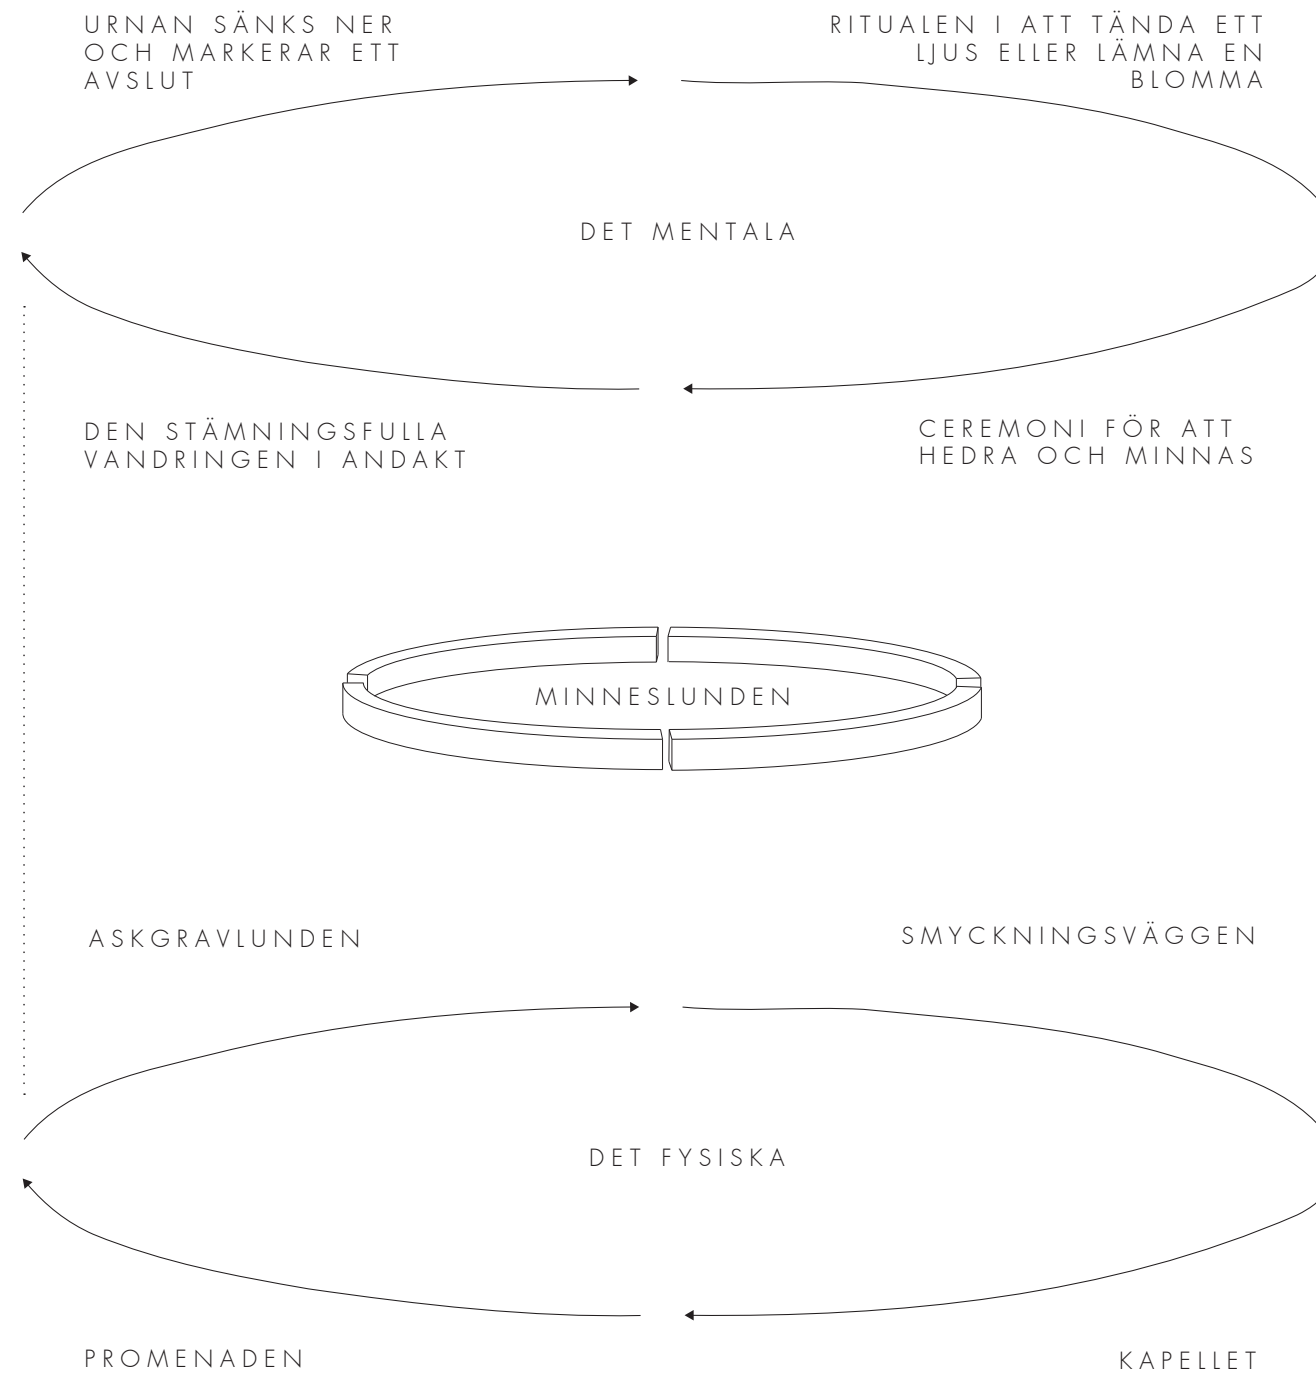 URNAN SÄNKS NER
OCH MARKERAR ETT
AVSLUT
RITUALEN I ATT TÄNDA ETT
LJUS ELLER LÄMNA EN
BLOMMA
DET MENTALA
DEN STÄMNINGSFULLA
VANDRINGEN I ANDAKT
CEREMONI FÖR ATT
HEDRA OCH MINNAS
MINNESLUNDEN
ASKGRAVLUNDEN
SMYCKNINGSVÄGGEN
DET FYSISKA
PROMENADEN
KAPELLET